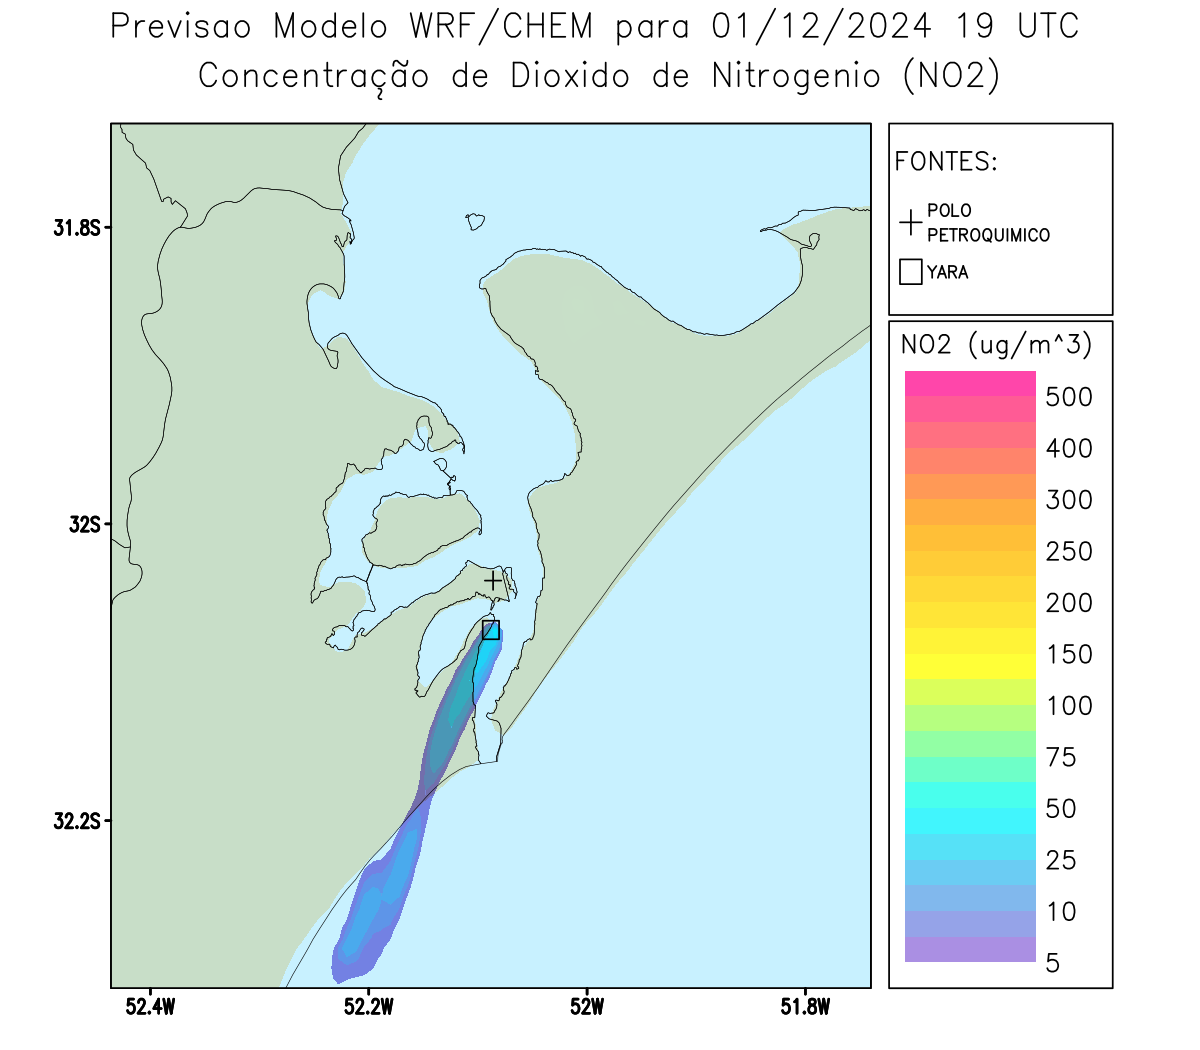 Previsao Modelo WRF/CHEM para 01/12/2024 19 UTC
Concentração de Dioxido de Nitrogenio (NO2)
FONTES:
POLO
PETROQUIMICO
YARA
NO2 (ug/m^3)
500
400
300
250
200
150
100
75
50
25
10
5
31.8S
32S
32.2S
52.4W
52.2W
52W
51.8W